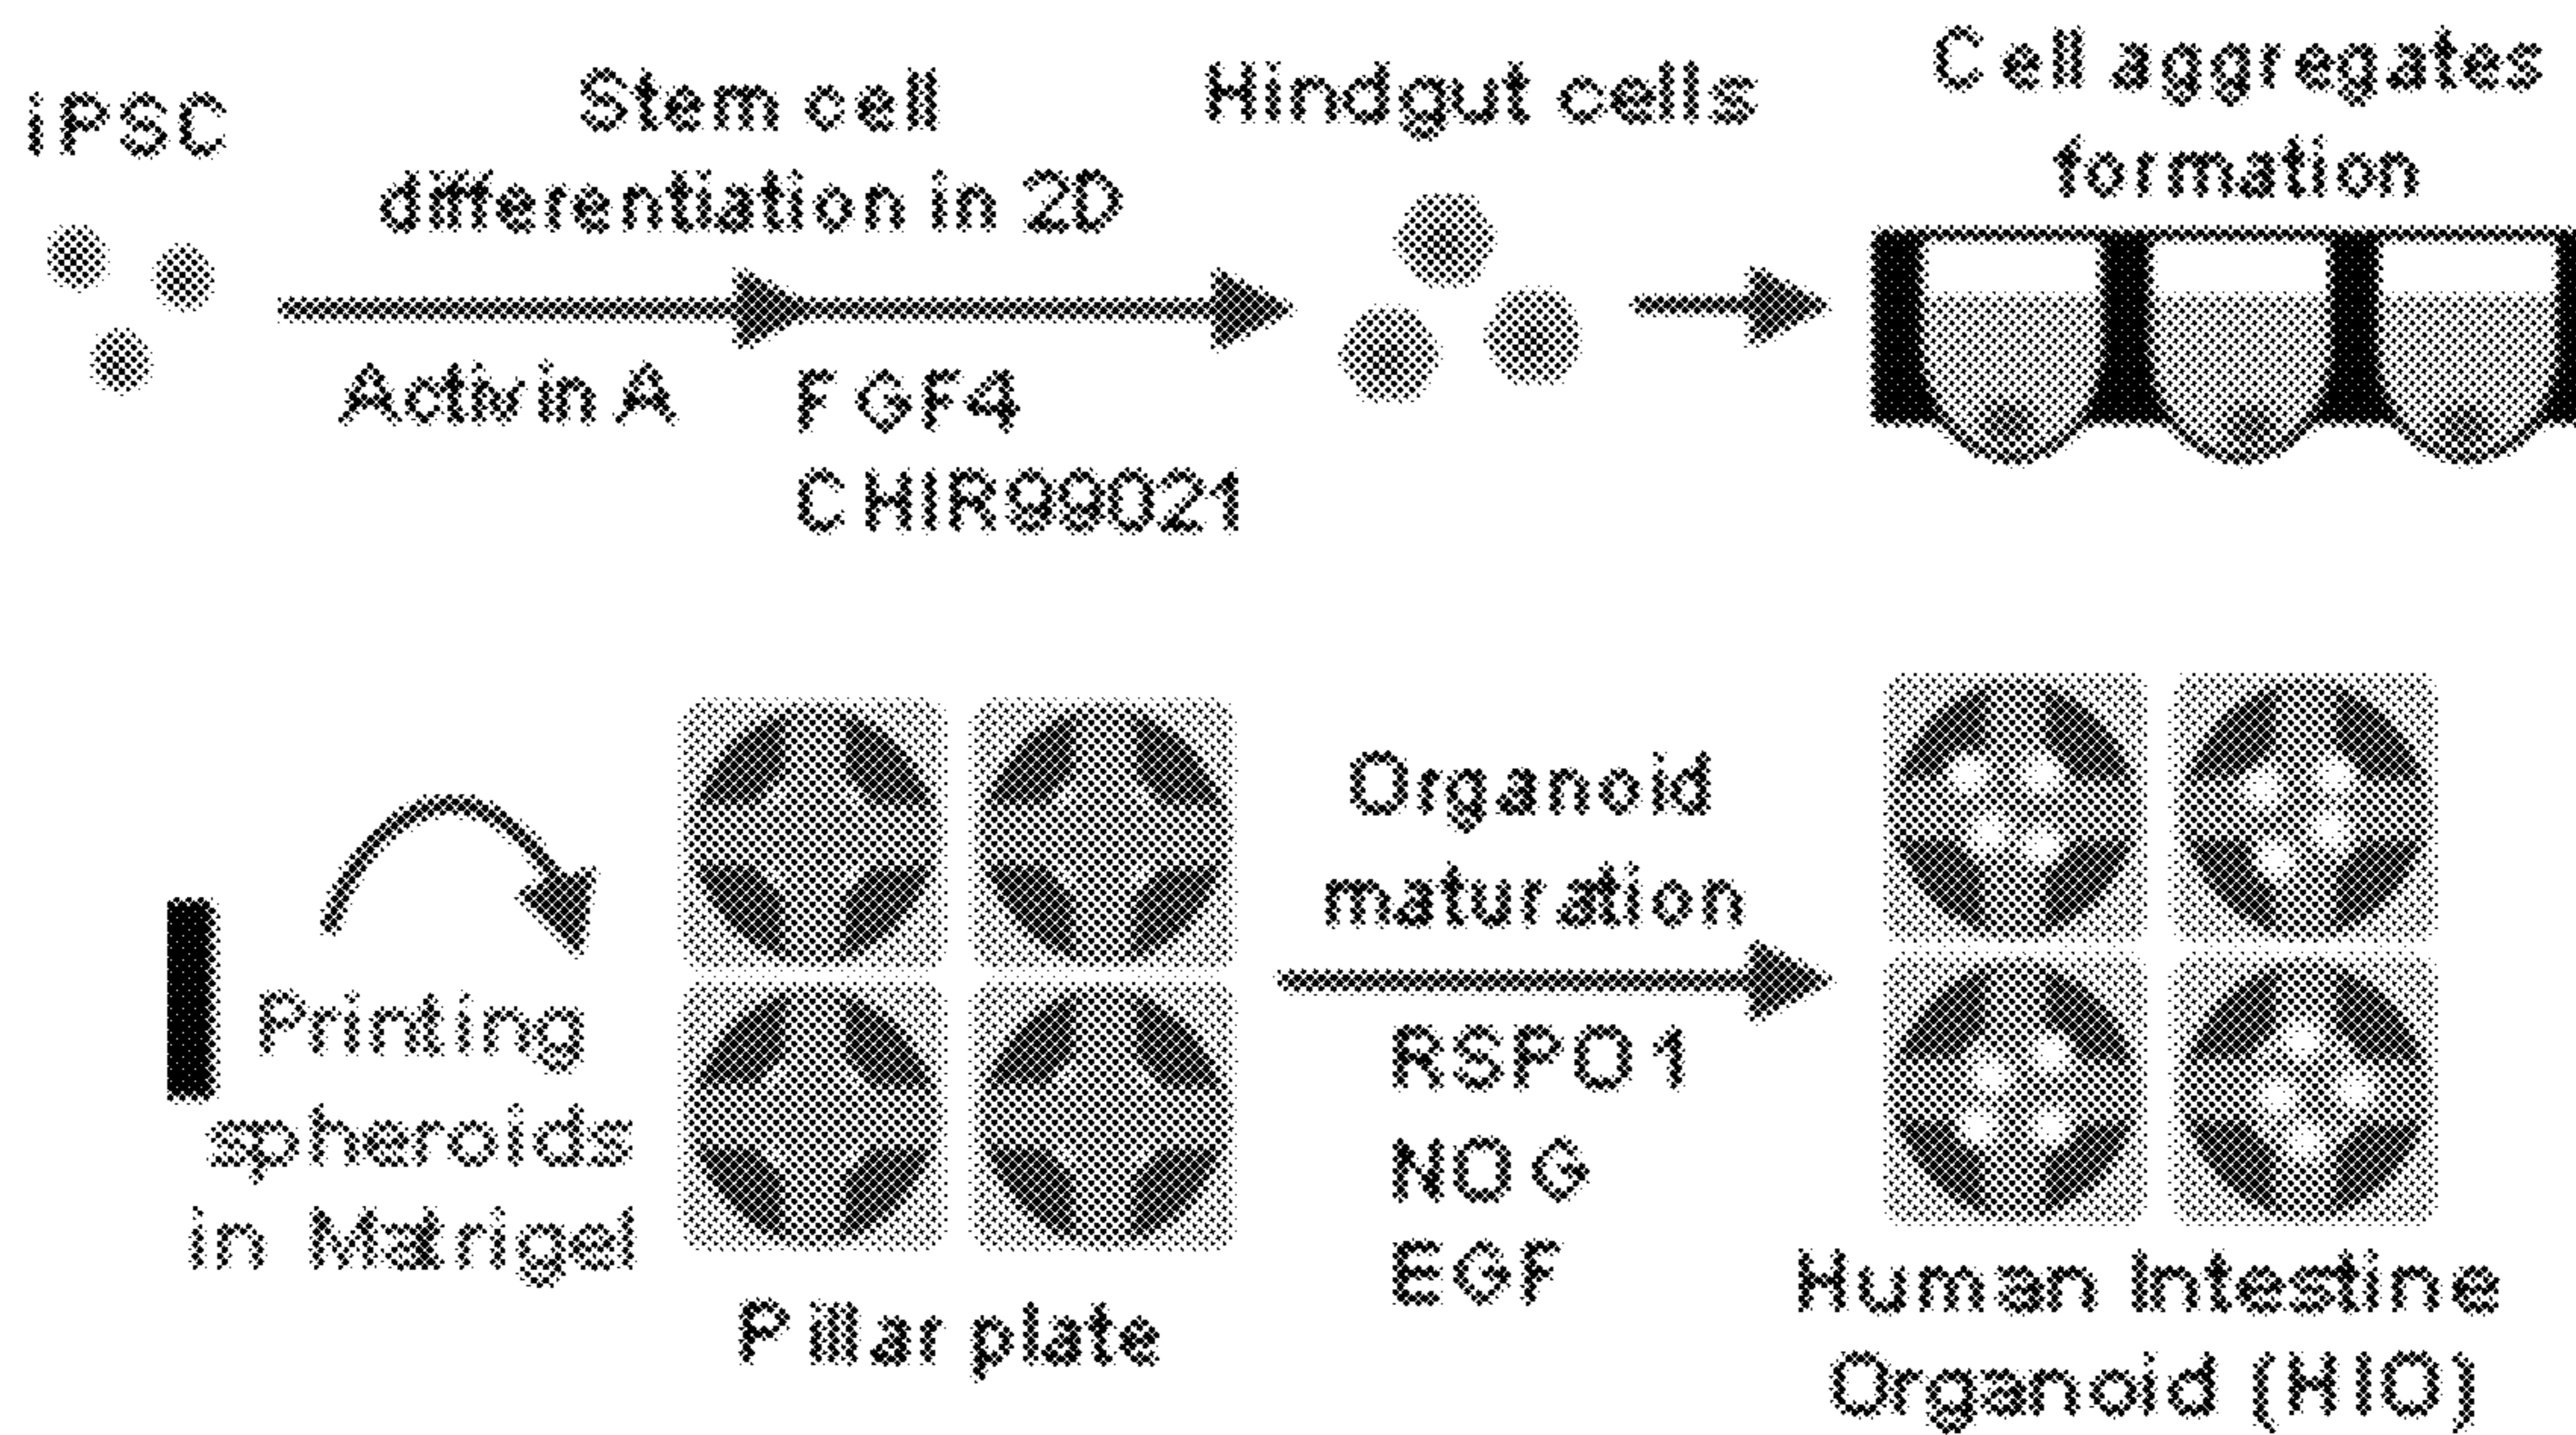 iPSC
Stem cell
differentiation in 2D
Activin A
FGF4
CHIR99021
Hindgut cells
Cell aggregates
formation
Printing
spheroids
in Matrigel
Pillar plate
Organoid
maturation
RSPO1
NOG
EGF
Human Intestine
Organoid (HIO)